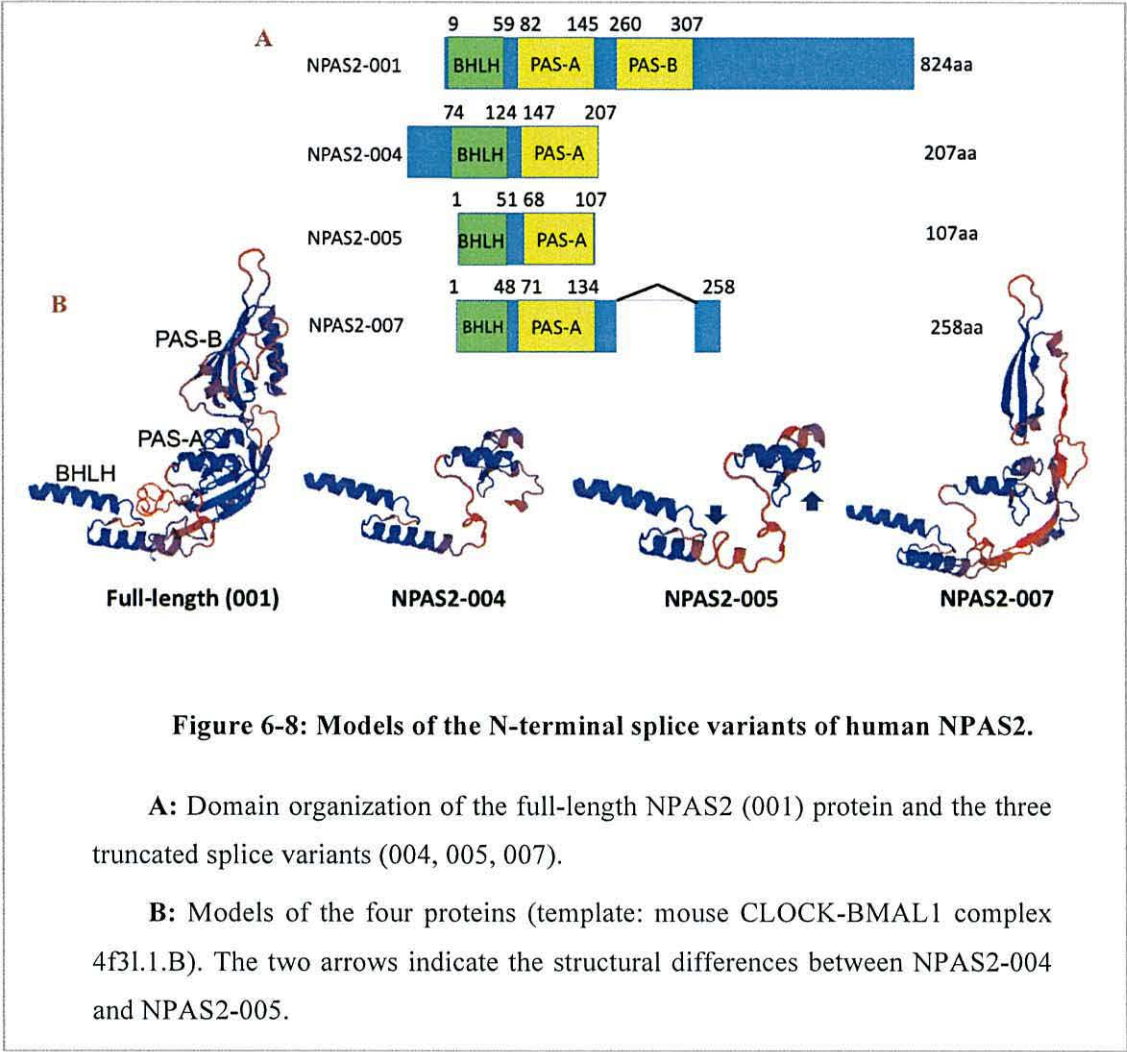 A
9 59 82 145 260 307
NPAS2-001 BHLH PAS-A PAS-B 824aa
74 124 147 207
NPAS2-004 BHLH PAS-A 207aa
1 51 68 107
NPAS2-005 BHLH PAS-A 107aa
B
1 48 71 134 258
NPAS2-007 BHLH PAS-A 258aa
PAS-B
PAS-A
BHLH
Full-length (001) NPAS2-004 NPAS2-005 NPAS2-007
Figure 6-8: Models of the N-terminal splice variants of human NPAS2.
A: Domain organization of the full-length NPAS2 (001) protein and the three
truncated splice variants (004, 005, 007).
B: Models of the four proteins (template: mouse CLOCK-BMAL1 complex
4f3l.1.B). The two arrows indicate the structural differences between NPAS2-004
and NPAS2-005.